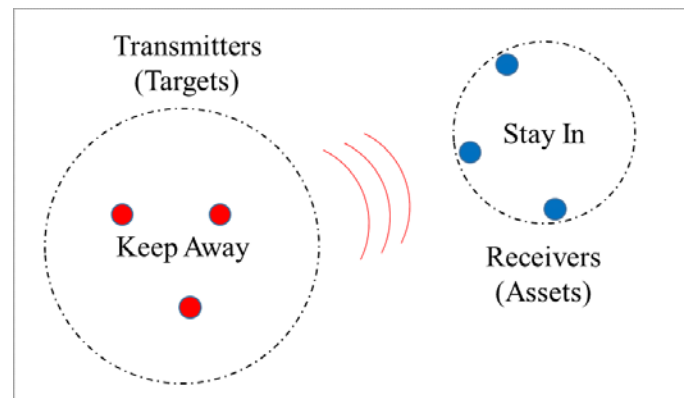 Transmitters
(Targets)
Keep Away
Stay In
Receivers
(Assets)